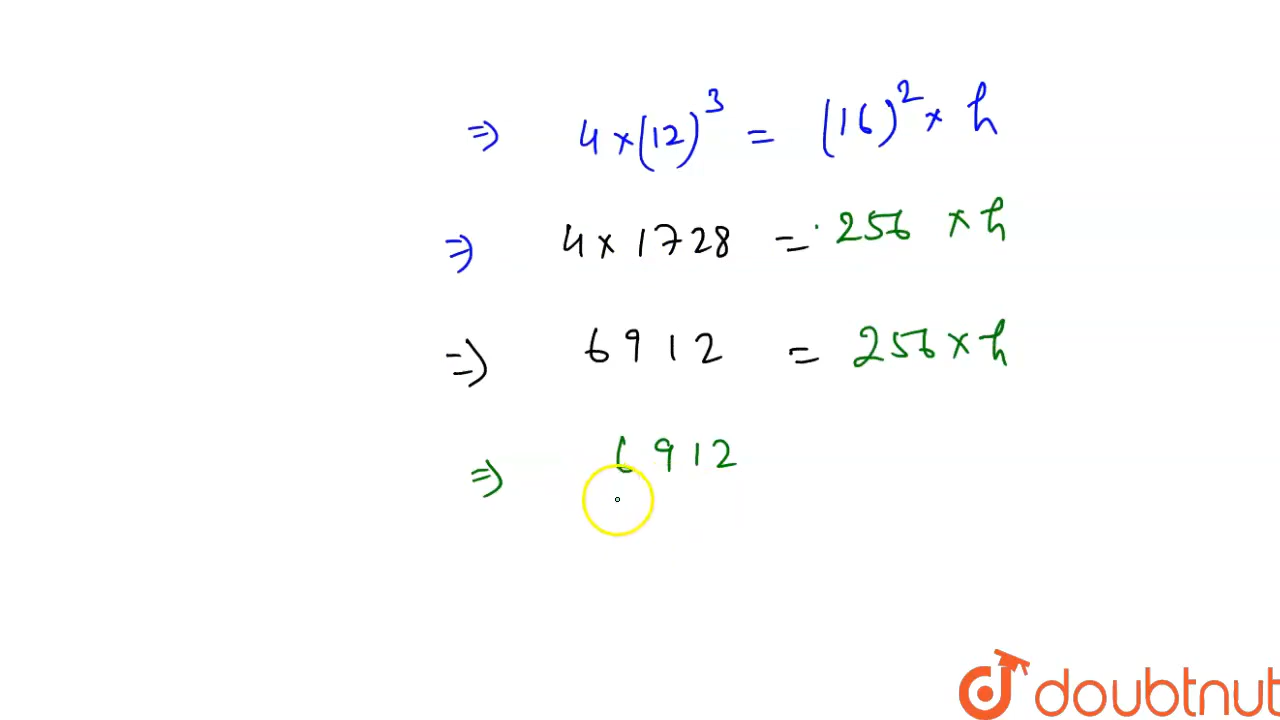 ⇒ 4 × (12)³ = (16)² × h
⇒ 4 × 1728 = 256 × h
⇒ 6912 = 256 × h
⇒ 6912
doubtnut